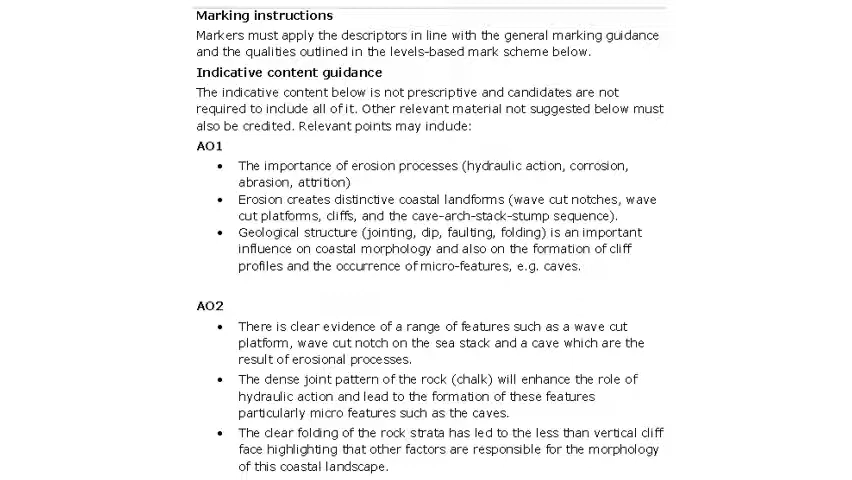 Marking instructions
Markers must apply the descriptors in line with the general marking guidance
and the qualities outlined in the levels-based mark scheme below.
Indicative content guidance
The indicative content below is not prescriptive and candidates are not
required to include all of it. Other relevant material not suggested below must
also be credited. Relevant points may include:
AO1
• The importance of erosion processes (hydraulic action, corrosion,
abrasion, attrition)
• Erosion creates distinctive coastal landforms (wave cut notches, wave
cut platforms, cliffs, and the cave-arch-stack-stump sequence).
• Geological structure (jointing, dip, faulting, folding) is an important
influence on coastal morphology and also on the formation of cliff
profiles and the occurrence of micro-features, e.g. caves.
AO2
• There is clear evidence of a range of features such as a wave cut
platform, wave cut notch on the sea stack and a cave which are the
result of erosional processes.
• The dense joint pattern of the rock (chalk) will enhance the role of
hydraulic action and lead to the formation of these features
particularly micro features such as the caves.
• The clear folding of the rock strata has led to the less than vertical cliff
face highlighting that other factors are responsible for the morphology
of this coastal landscape.